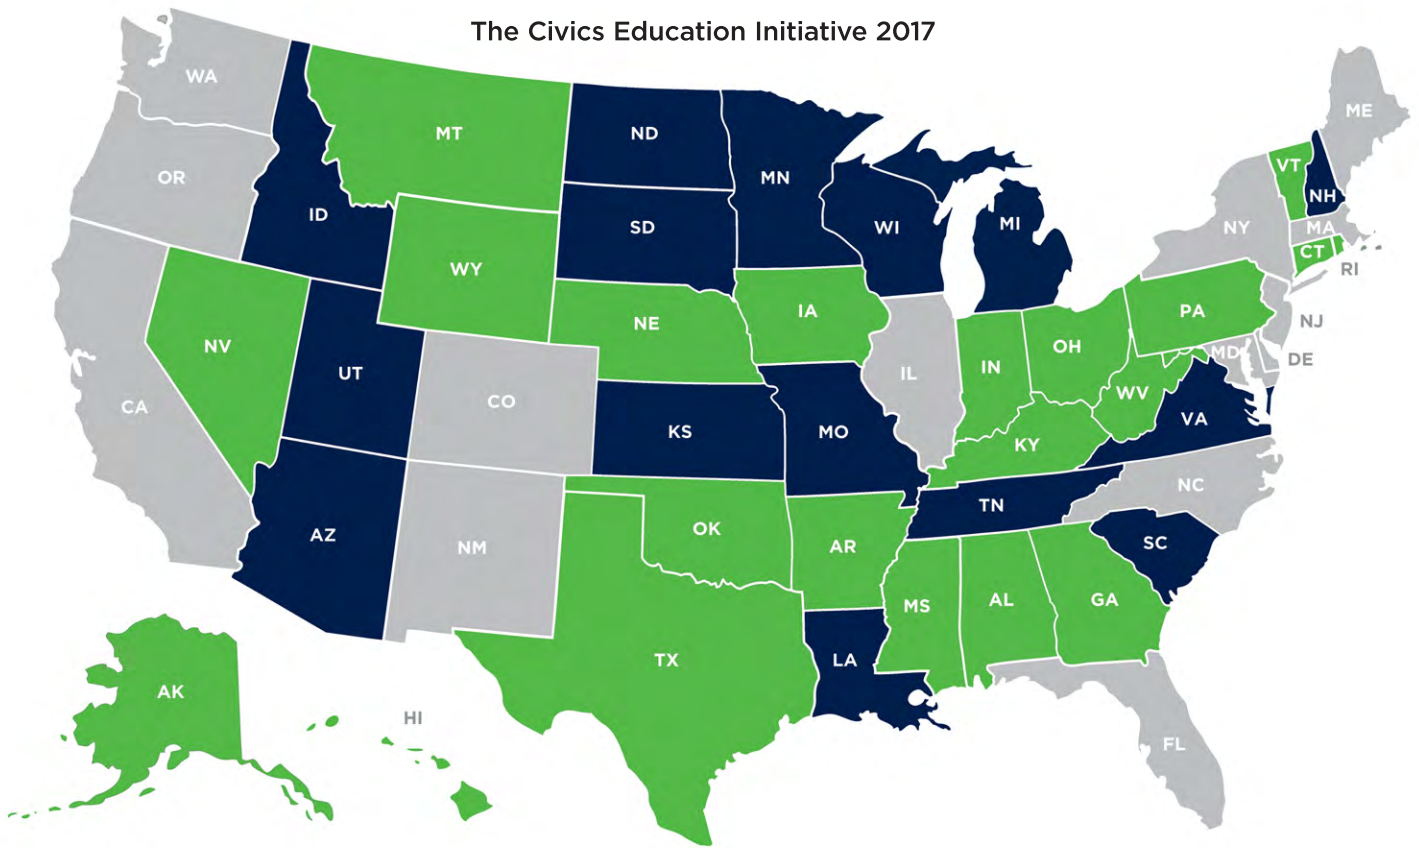 The Civics Education Initiative 2017
WA
OR
CA
ID
NV
MT
WY
UT
AZ
CO
NM
ND
SD
NE
KS
OK
TX
MN
IA
MO
AR
LA
WI
IL
MI
IN
OH
KY
TN
MS
AL
GA
FL
SC
NC
VA
WV
PA
NY
VT
NH
ME
MA
CT
RI
NJ
DE
MD
AK
HI